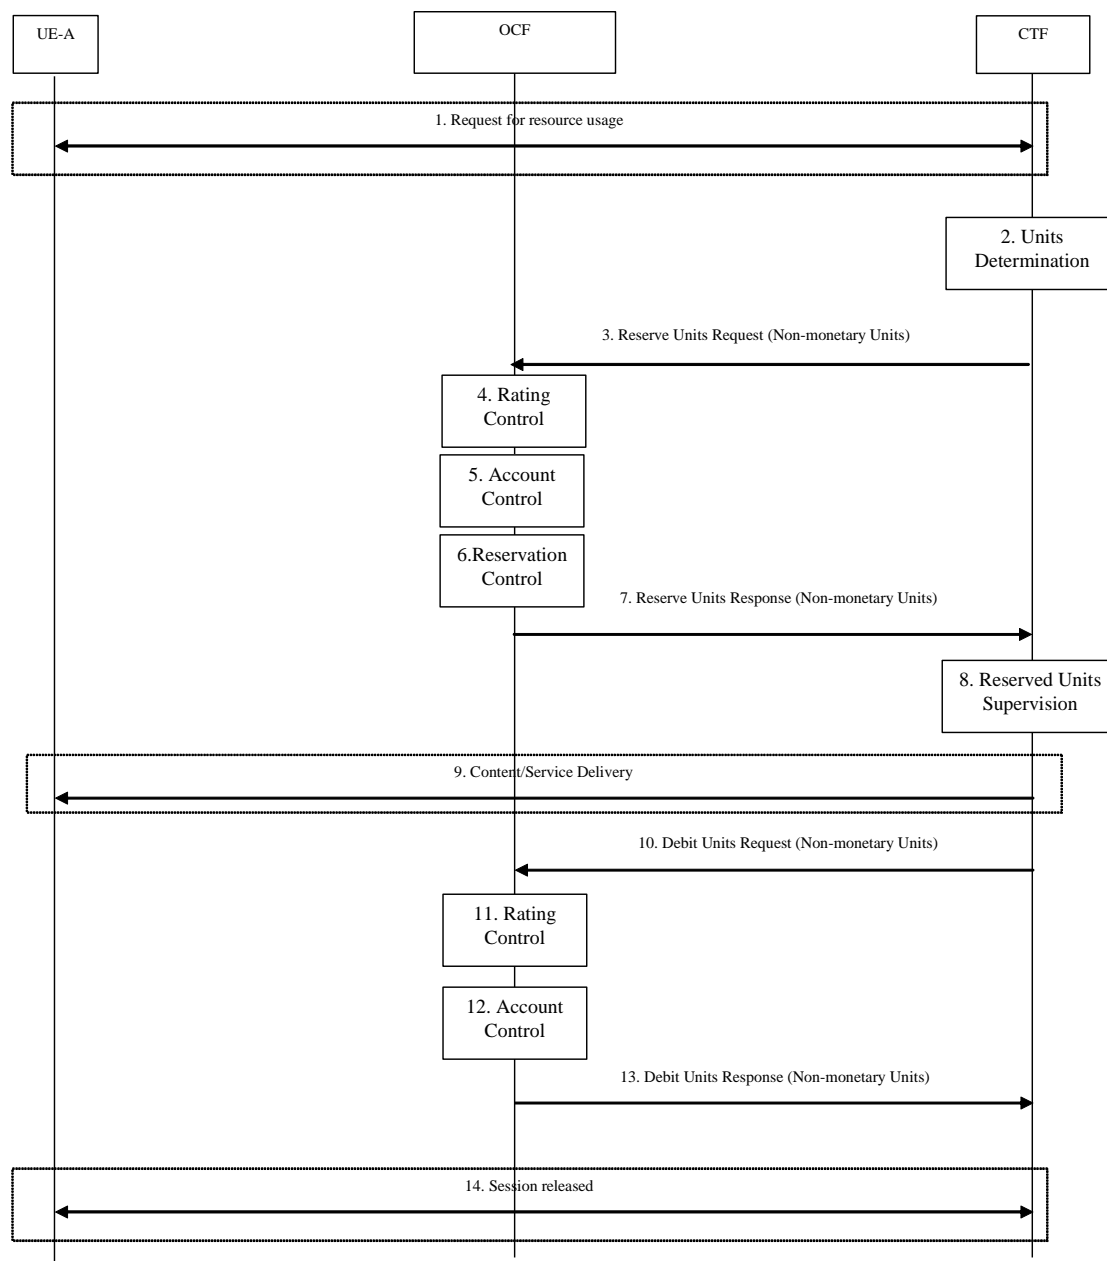 UE-A
OCF
CTF
1. Request for resource usage
2. Units
Determination
3. Reserve Units Request (Non-monetary Units)
4. Rating
Control
5. Account
Control
6.Reservation
Control
7. Reserve Units Response (Non-monetary Units)
8. Reserved Units
Supervision
9. Content/Service Delivery
10. Debit Units Request (Non-monetary Units)
11. Rating
Control
12. Account
Control
13. Debit Units Response (Non-monetary Units)
14. Session released